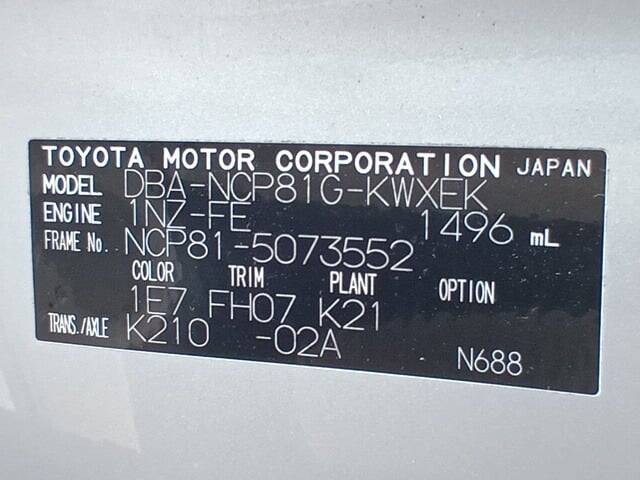 TOYOTA MOTOR CORPORATION JAPAN
MODEL DBA-NCP81G-KWXEK
ENGINE 1NZ-FE 1496 mL
FRAME No. NCP81-5073552
COLOR TRIM PLANT OPTION
1E7 FH07 K21
TRANS./AXLE K210 -02A
N688